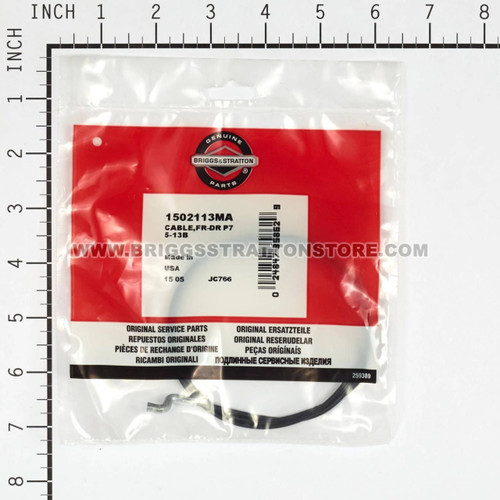 INCH 1 2 3 4 5 6 7 8
INCH
1
2
3
4
5
6
7
8
GENUINE
BRIGGS&STRATTON
PARTS
1502113MA
CABLE,FR-DR P7
5-13B
Made in
USA
15 05 JC766
WWW.BRIGGSSTRATTONSTORE.COM
ORIGINAL SERVICE PARTS ORIGINAL ERSATZTEILE
REPUESTOS ORIGINALES ORIGINAL RESERUDELAR
PIÈCES DE RECHANGE D'ORIGINE PEÇAS ORIGÍNAIS
RICAMBI ORIGINALI ПОДЛИННЫЕ СЕРВИСНЫЕ ИЗДЕЛИЯ
299389